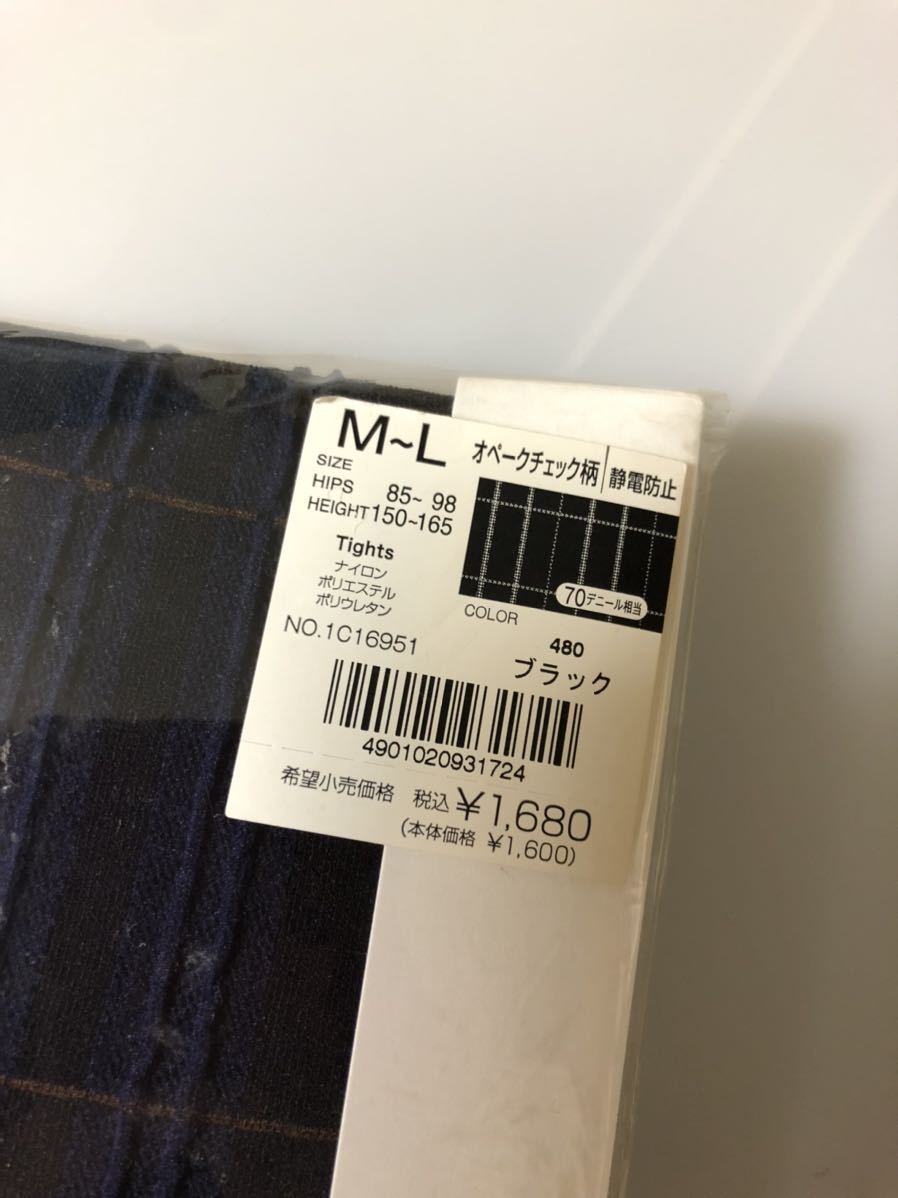 M~L
SIZE
HIPS 85~ 98
HEIGHT 150~165
Tights
ナイロン
ポリエステル
ポリウレタン
NO.1C16951
オペークチェック柄 静電防止
70デニール相当
COLOR
480
ブラック
4901020931724
希望小売価格 税込 ¥1,680
(本体価格 ¥1,600)